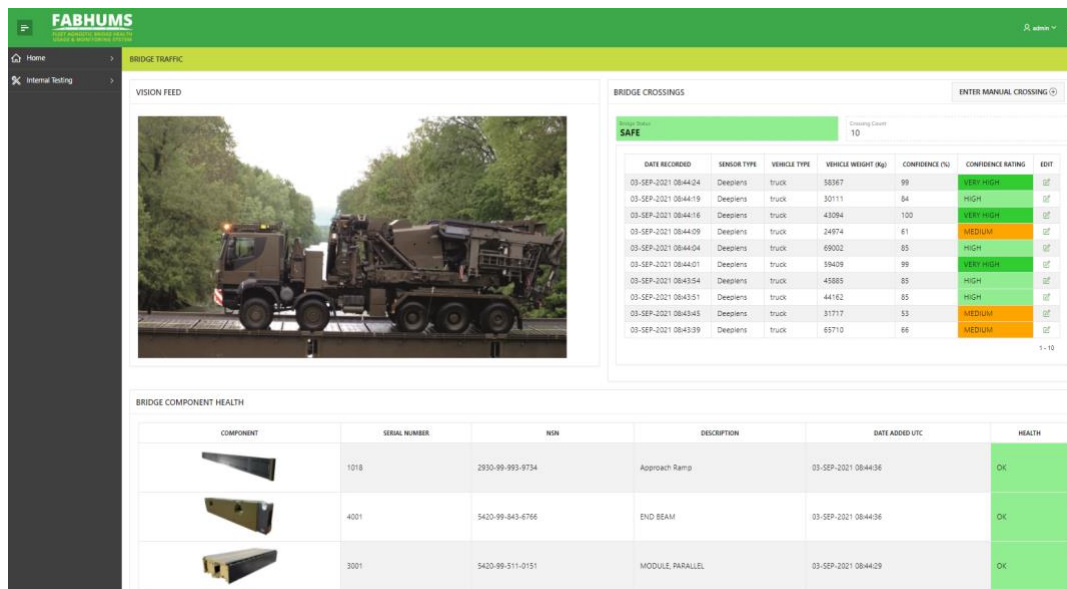 FABHUMS
FLEET AGNOSTIC BRIDGE HEALTH
USAGE & MONITORING SYSTEM
admin
Home
Internal Testing
BRIDGE TRAFFIC
VISION FEED
BRIDGE CROSSINGS
ENTER MANUAL CROSSING
Bridge Status
SAFE
Crossing Count
10
DATE RECORDED SENSOR TYPE VEHICLE TYPE VEHICLE WEIGHT (Kg) CONFIDENCE (%) CONFIDENCE RATING EDIT
03-SEP-2021 08:44:24 Deeplens truck 58367 99 VERY HIGH
03-SEP-2021 08:44:19 Deeplens truck 30111 84 HIGH
03-SEP-2021 08:44:16 Deeplens truck 43094 100 VERY HIGH
03-SEP-2021 08:44:09 Deeplens truck 24974 61 MEDIUM
03-SEP-2021 08:44:04 Deeplens truck 69002 85 HIGH
03-SEP-2021 08:44:01 Deeplens truck 59409 99 VERY HIGH
03-SEP-2021 08:43:54 Deeplens truck 45885 85 HIGH
03-SEP-2021 08:43:51 Deeplens truck 44162 85 HIGH
03-SEP-2021 08:43:45 Deeplens truck 31717 53 MEDIUM
03-SEP-2021 08:43:39 Deeplens truck 65710 66 MEDIUM
1 - 10
BRIDGE COMPONENT HEALTH
COMPONENT SERIAL NUMBER NSN DESCRIPTION DATE ADDED UTC HEALTH
1018 2930-99-993-9734 Approach Ramp 03-SEP-2021 08:44:36 OK
4001 5420-99-843-6766 END BEAM 03-SEP-2021 08:44:36 OK
3001 5420-99-511-0151 MODULE, PARALLEL 03-SEP-2021 08:44:29 OK